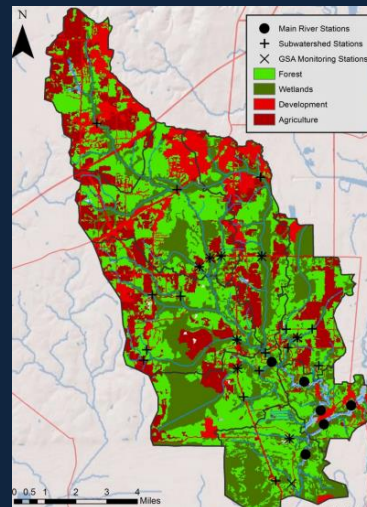 N
Main River Stations
Subwatershed Stations
GSA Monitoring Stations
Forest
Wetlands
Development
Agriculture
0 0.5 1 2 3 4
Miles